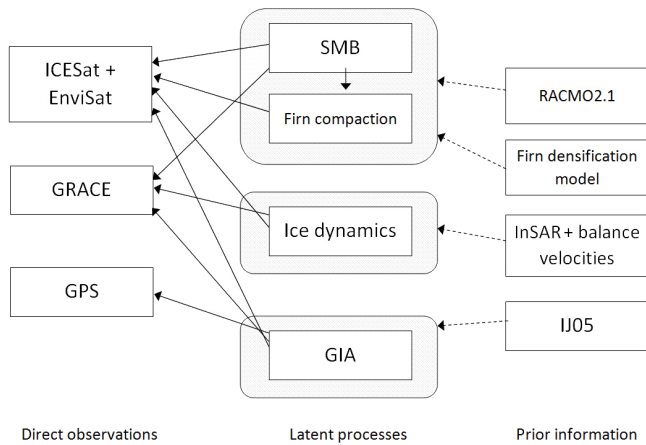 ICESat +
EnviSat
GRACE
GPS
SMB
Firn compaction
Ice dynamics
GIA
RACMO2.1
Firn densification
model
InSAR + balance
velocities
IJ05
Direct observations
Latent processes
Prior information